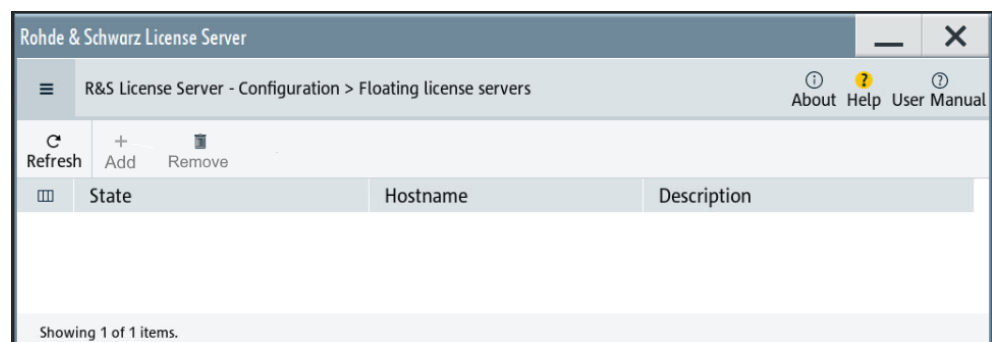 Rohde & Schwarz License Server
R&S License Server - Configuration > Floating license servers
About Help User Manual
Refresh Add Remove
State Hostname Description
Showing 1 of 1 items.